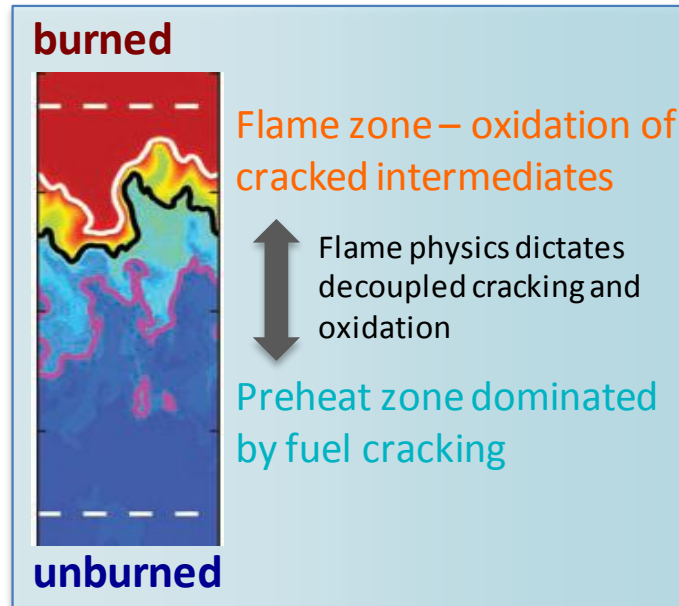 burned
Flame zone – oxidation of
cracked intermediates
Flame physics dictates
decoupled cracking and
oxidation
Preheat zone dominated
by fuel cracking
unburned